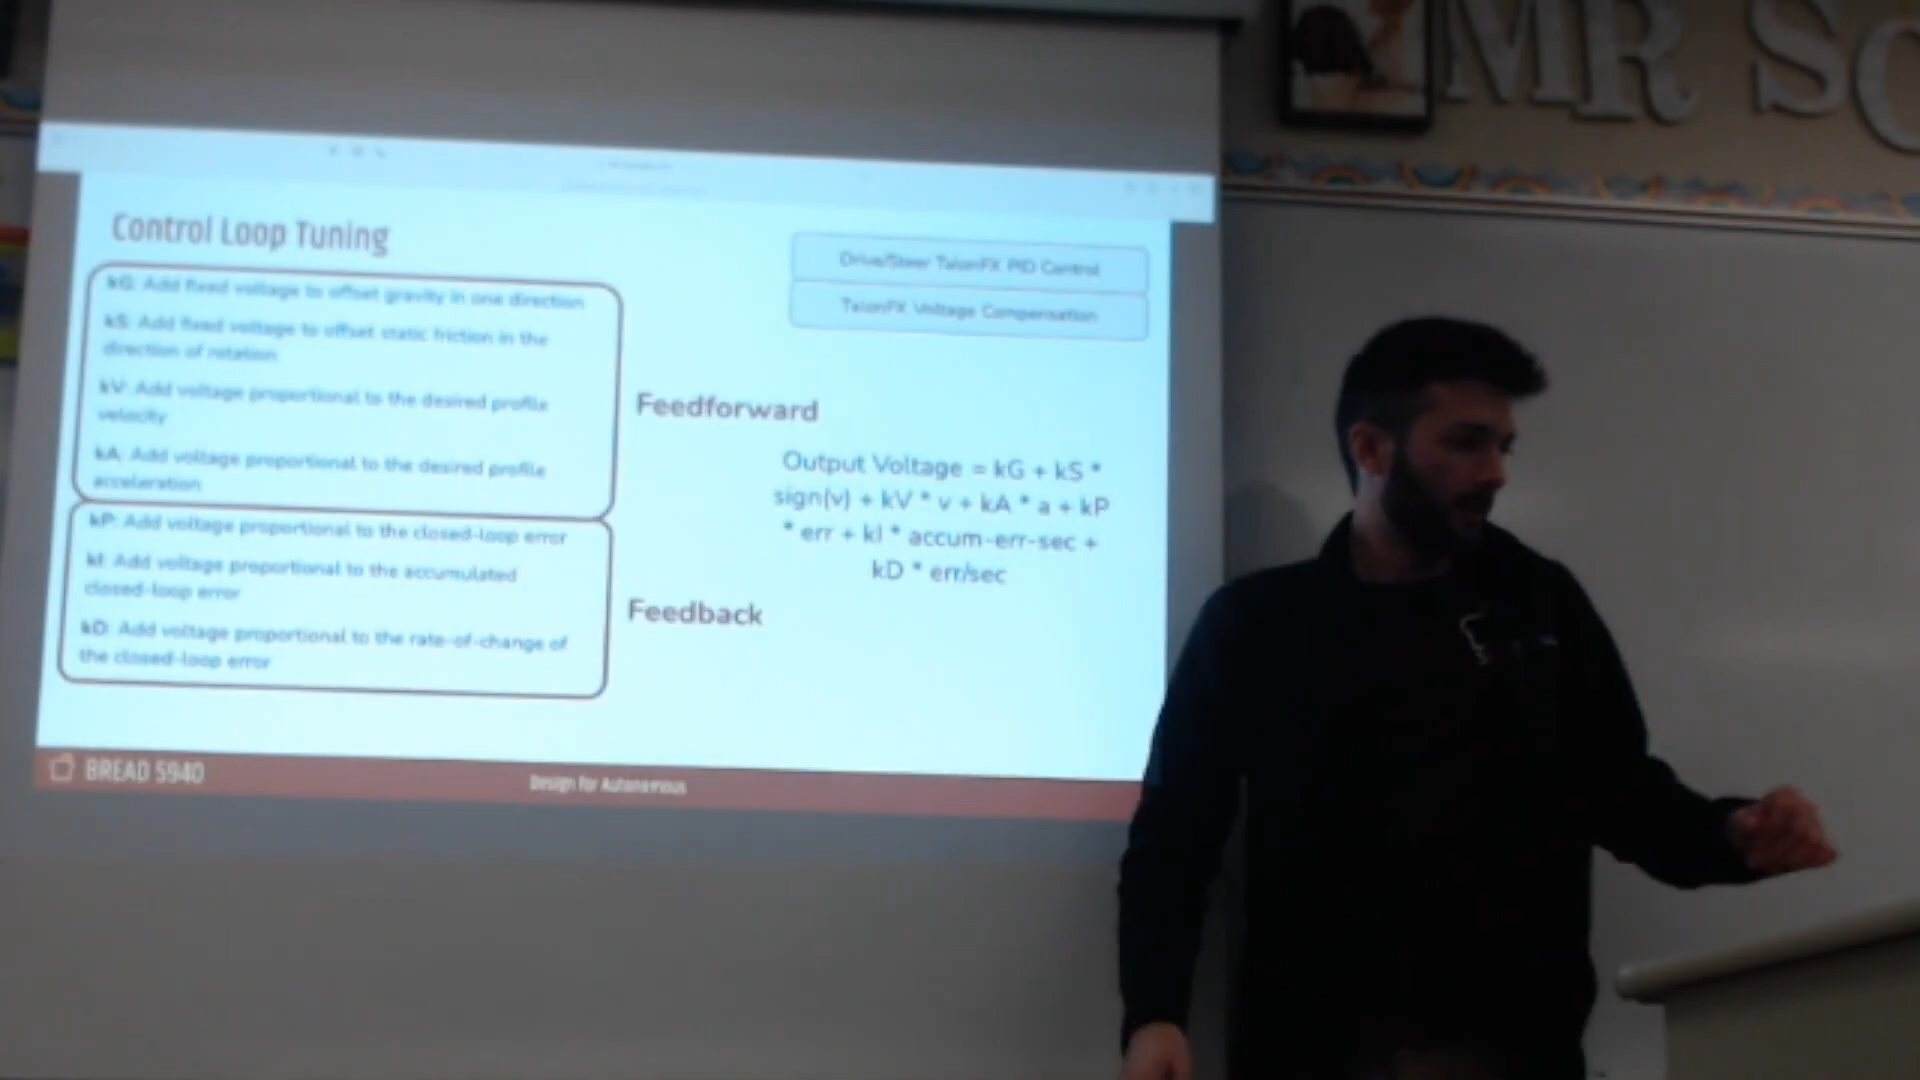 MR SC
Control Loop Tuning
kG: Add fixed voltage to offset gravity in one direction
kS: Add fixed voltage to offset static friction in the
direction of rotation
kV: Add voltage proportional to the desired profile
velocity
kA: Add voltage proportional to the desired profile
acceleration
kP: Add voltage proportional to the closed-loop error
kI: Add voltage proportional to the accumulated
closed-loop error
kD: Add voltage proportional to the rate-of-change of
the closed-loop error
Feedforward
Feedback
Drive/Steer TalonFX PID Control
TalonFX Voltage Compensation
Output Voltage = kG + kS *
sign(v) + kV * v + kA * a + kP
* err + kI * accum-err-sec +
kD * err/sec
BREAD 5940
Design for Autonomous